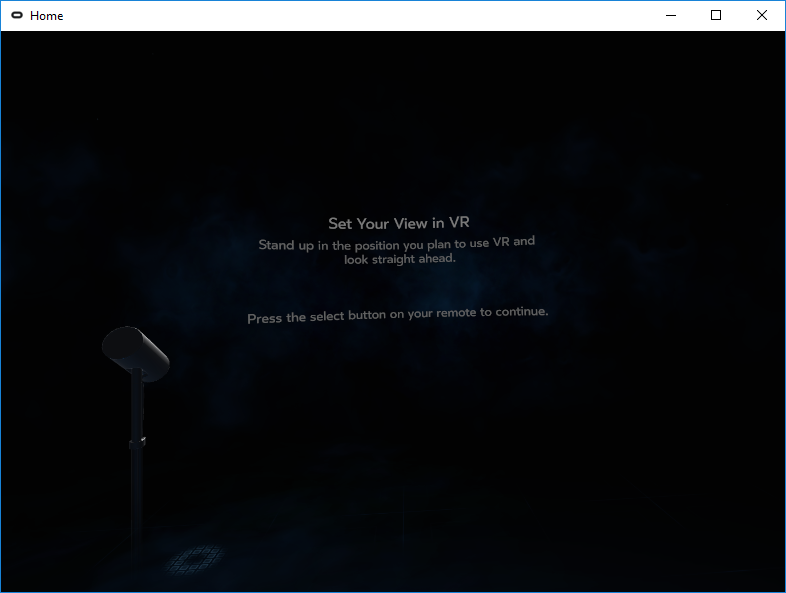 Home
Set Your View in VR
Stand up in the position you plan to use VR and
look straight ahead.
Press the select button on your remote to continue.